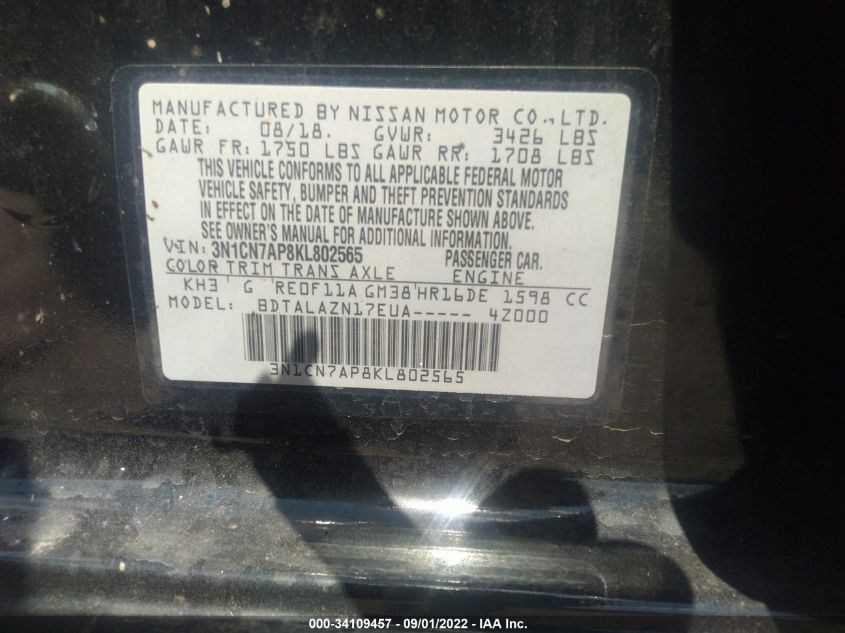 MANUFACTURED BY NISSAN MOTOR CO.,LTD.
DATE: 08/18. GVWR: 3426 LBS
GAWR FR: 1750 LBS GAWR RR: 1708 LBS
THIS VEHICLE CONFORMS TO ALL APPLICABLE FEDERAL MOTOR
VEHICLE SAFETY, BUMPER AND THEFT PREVENTION STANDARDS
IN EFFECT ON THE DATE OF MANUFACTURE SHOWN ABOVE.
SEE OWNER'S MANUAL FOR ADDITIONAL INFORMATION.
VIN: 3N1CN7AP8KL802565 PASSENGER CAR.
COLOR TRIM TRANS AXLE ENGINE
KH3 G RE0F11A GM38 HR16DE 1598 CC
MODEL: BDTALAZN17EUA----- 4Z000
3N1CN7AP8KL802565
000-34109457 - 09/01/2022 - IAA Inc.